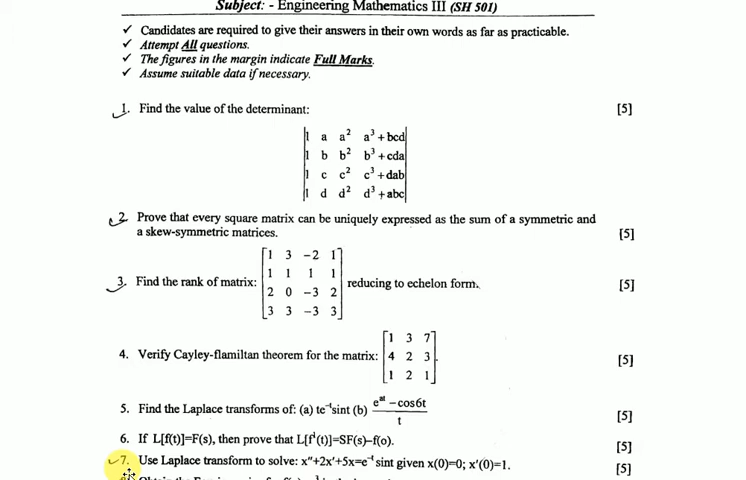 Subject: - Engineering Mathematics III (SH 501)
✓ Candidates are required to give their answers in their own words as far as practicable.
✓ Attempt All questions.
✓ The figures in the margin indicate Full Marks.
✓ Assume suitable data if necessary.
1. Find the value of the determinant: [5]
|1 a a² a³+bcd|
|1 b b² b³+cda|
|1 c c² c³+dab|
|1 d d² d³+abc|
2. Prove that every square matrix can be uniquely expressed as the sum of a symmetric and
a skew-symmetric matrices. [5]
3. Find the rank of matrix: [1 3 -2 1; 1 1 1 1; 2 0 -3 2; 3 3 -3 3] reducing to echelon form. [5]
4. Verify Cayley-flamiltan theorem for the matrix: [1 3 7; 4 2 3; 1 2 1]. [5]
5. Find the Laplace transforms of: (a) te⁻ᵗsint (b) (eᵃᵗ - cos6t)/t [5]
6. If L[f(t)]=F(s), then prove that L[f'(t)]=SF(s)–f(o). [5]
7. Use Laplace transform to solve: x''+2x'+5x=e⁻ᵗ sint given x(0)=0; x'(0)=1. [5]